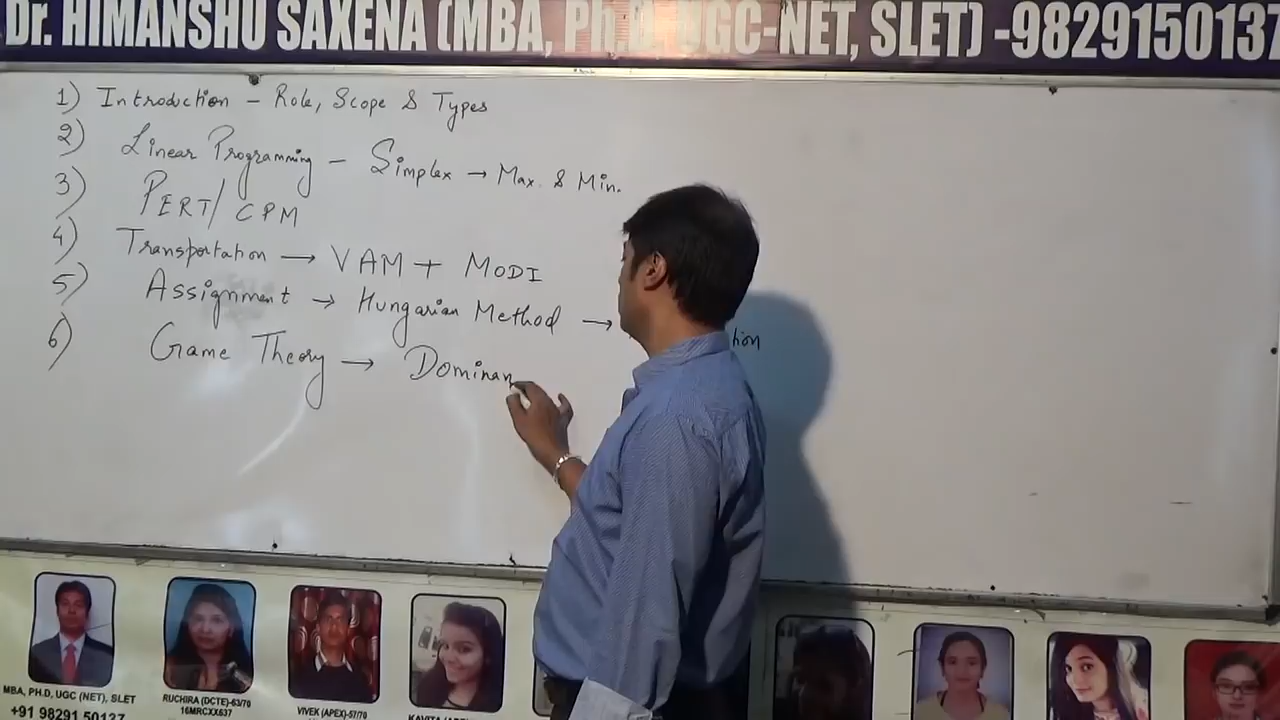 Dr. HIMANSHU SAXENA (MBA, Ph.D, UGC-NET, SLET) -9829150137
1) Introduction - Role, Scope & Types
2) Linear Programming - Simplex → Max. & Min.
3) PERT/CPM
4) Transportation → VAM + MODI
5) Assignment → Hungarian Method → tion
6) Game Theory → Dominan
MBA, PH.D, UGC (NET), SLET
+91 98291 50137
RUCHIRA (DCTE)-63/70
16MRCXX637
VIVEK (APEX)-57/70
KAVITA